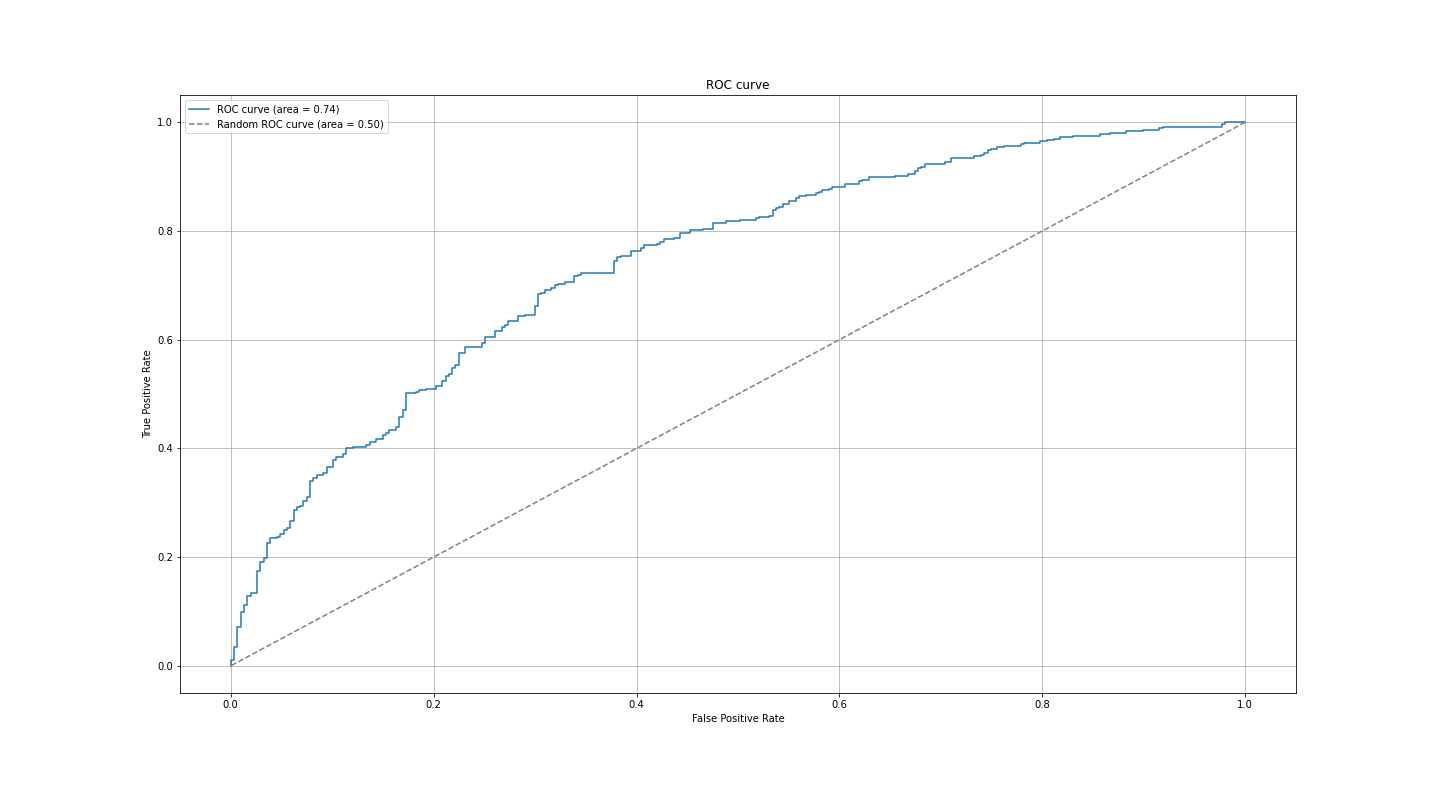 ROC curve
ROC curve (area = 0.74)
Random ROC curve (area = 0.50)
1.0
0.8
0.6
0.4
0.2
0.0
True Positive Rate
0.0 0.2 0.4 0.6 0.8 1.0
False Positive Rate